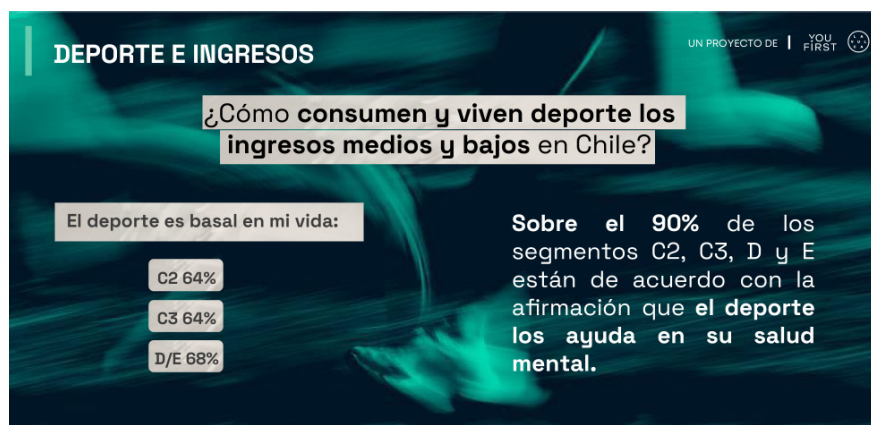 DEPORTE E INGRESOS
UN PROYECTO DE | YOU FIRST
¿Cómo consumen y viven deporte los
ingresos medios y bajos en Chile?
El deporte es basal en mi vida:
C2 64%
C3 64%
D/E 68%
Sobre el 90% de los
segmentos C2, C3, D y E
están de acuerdo con la
afirmación que el deporte
los ayuda en su salud
mental.